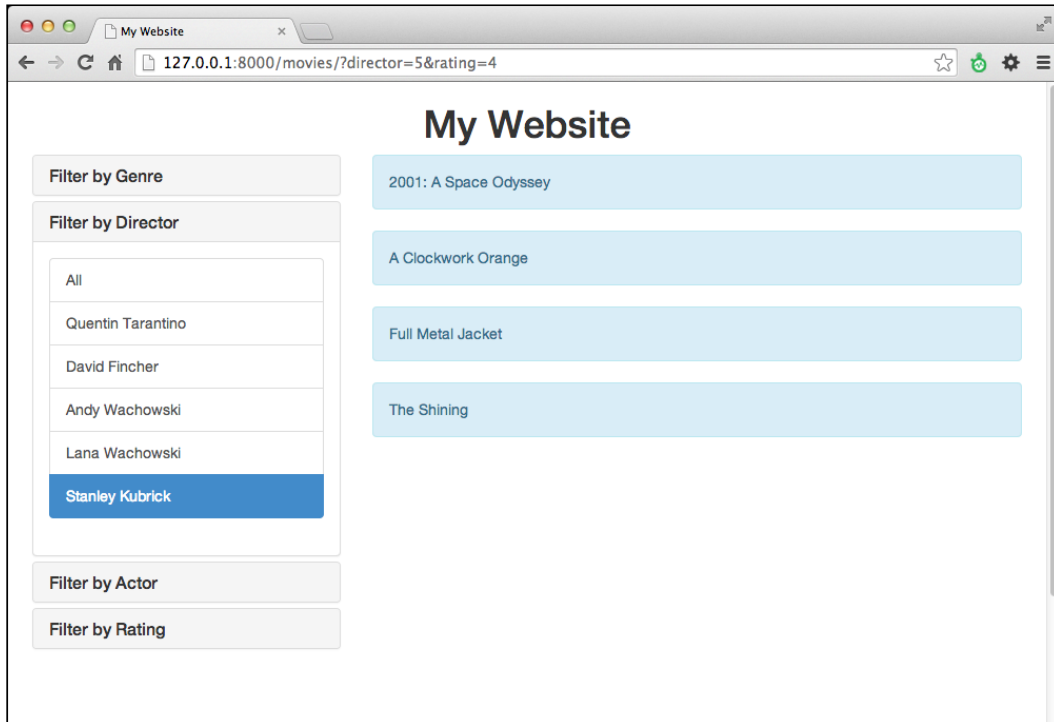 My Website
127.0.0.1:8000/movies/?director=5&rating=4
My Website
Filter by Genre
Filter by Director
All
Quentin Tarantino
David Fincher
Andy Wachowski
Lana Wachowski
Stanley Kubrick
Filter by Actor
Filter by Rating
2001: A Space Odyssey
A Clockwork Orange
Full Metal Jacket
The Shining